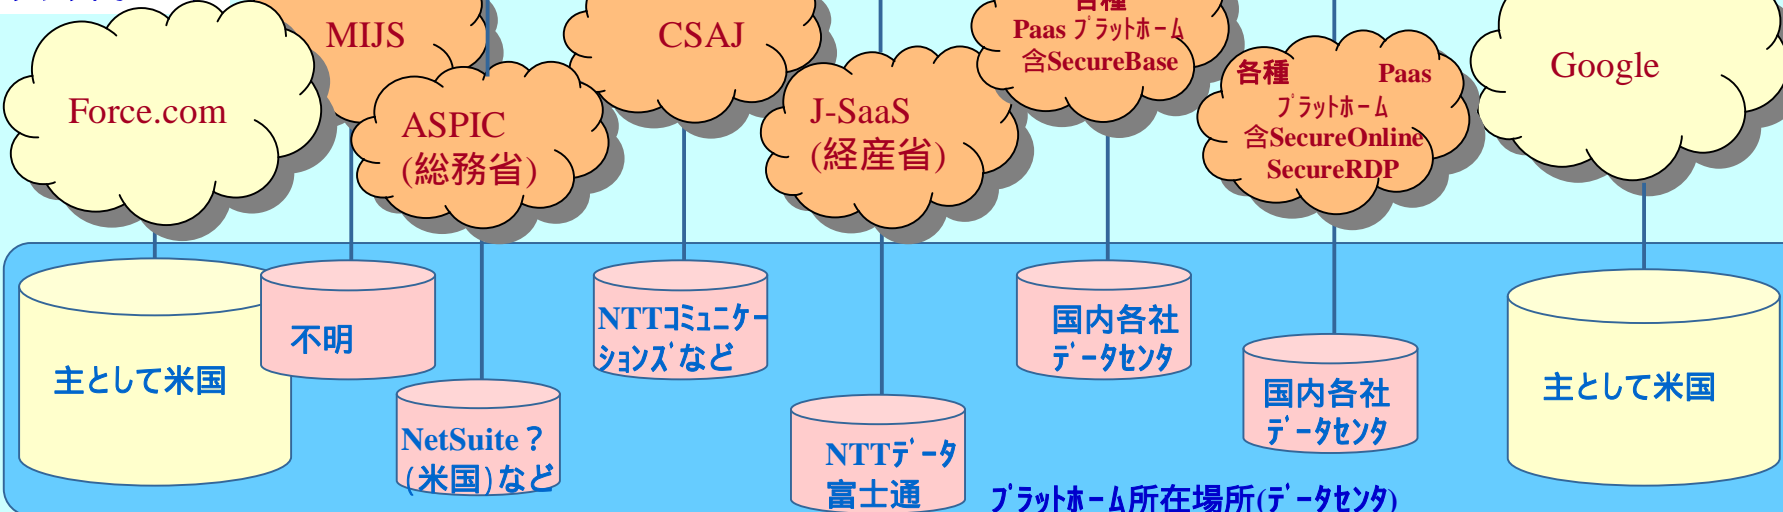 MIJS
CSAJ
各種
Paas ﾌﾟﾗｯﾄﾎｰﾑ
含SecureBase
Google
各種 Paas
ﾌﾟﾗｯﾄﾎｰﾑ
含SecureOnline
SecureRDP
Force.com
ASPIC
(総務省)
J-SaaS
(経産省)
不明
主として米国
NTTｺﾐｭﾆｹｰ
ｼｮﾝｽﾞなど
国内各社
ﾃﾞｰﾀｾﾝﾀ
国内各社
ﾃﾞｰﾀｾﾝﾀ
主として米国
NetSuite？
(米国)など
NTTﾃﾞｰﾀ
富士通
ﾌﾟﾗｯﾄﾎｰﾑ所在場所(ﾃﾞｰﾀｾﾝﾀ)